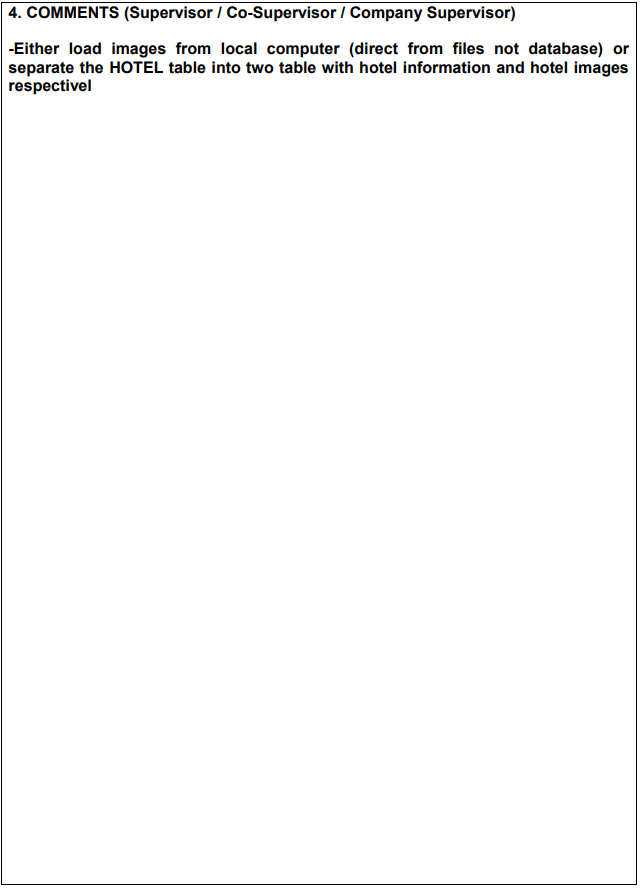 4. COMMENTS (Supervisor / Co-Supervisor / Company Supervisor)
-Either load images from local computer (direct from files not database) or
separate the HOTEL table into two table with hotel information and hotel images
respectivel